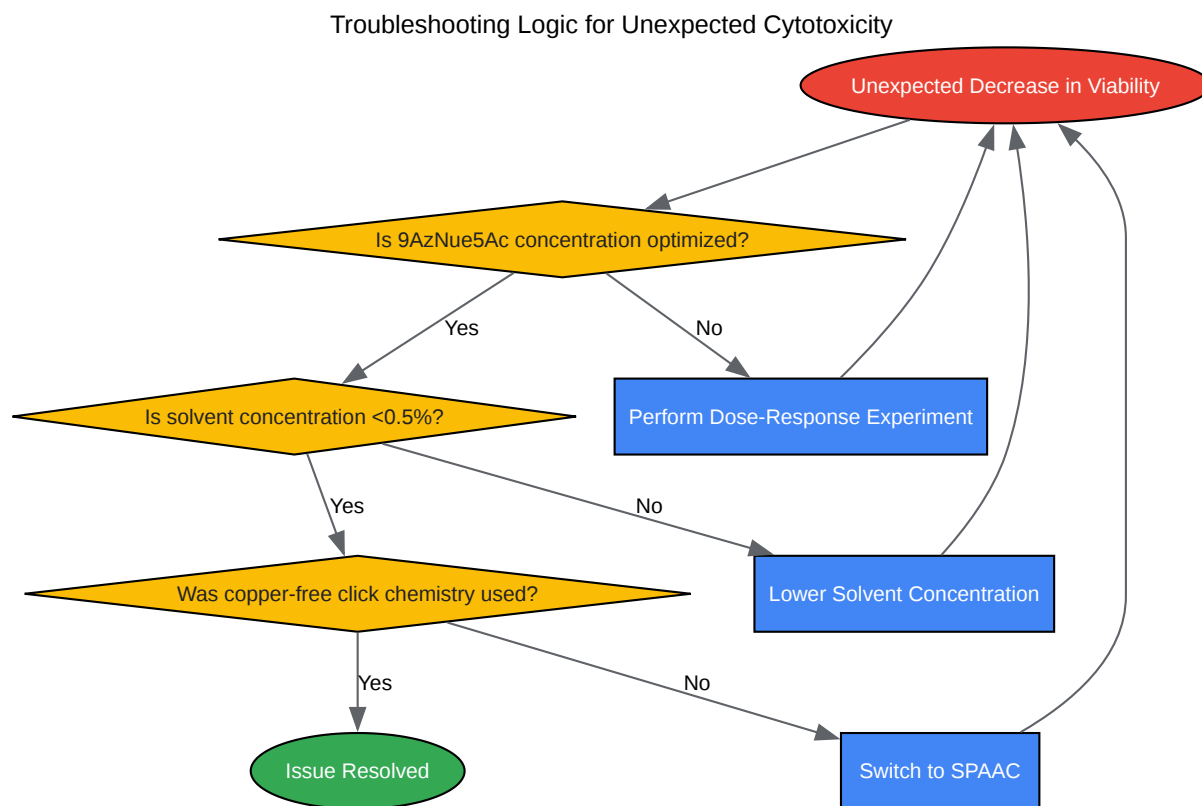 Troubleshooting Logic for Unexpected Cytotoxicity
Unexpected Decrease in Viability
Is 9AzNue5Ac concentration optimized?
Yes
No
Is solvent concentration <0.5%?
Perform Dose-Response Experiment
Yes
No
Was copper-free click chemistry used?
Lower Solvent Concentration
Yes
No
Issue Resolved
Switch to SPAAC